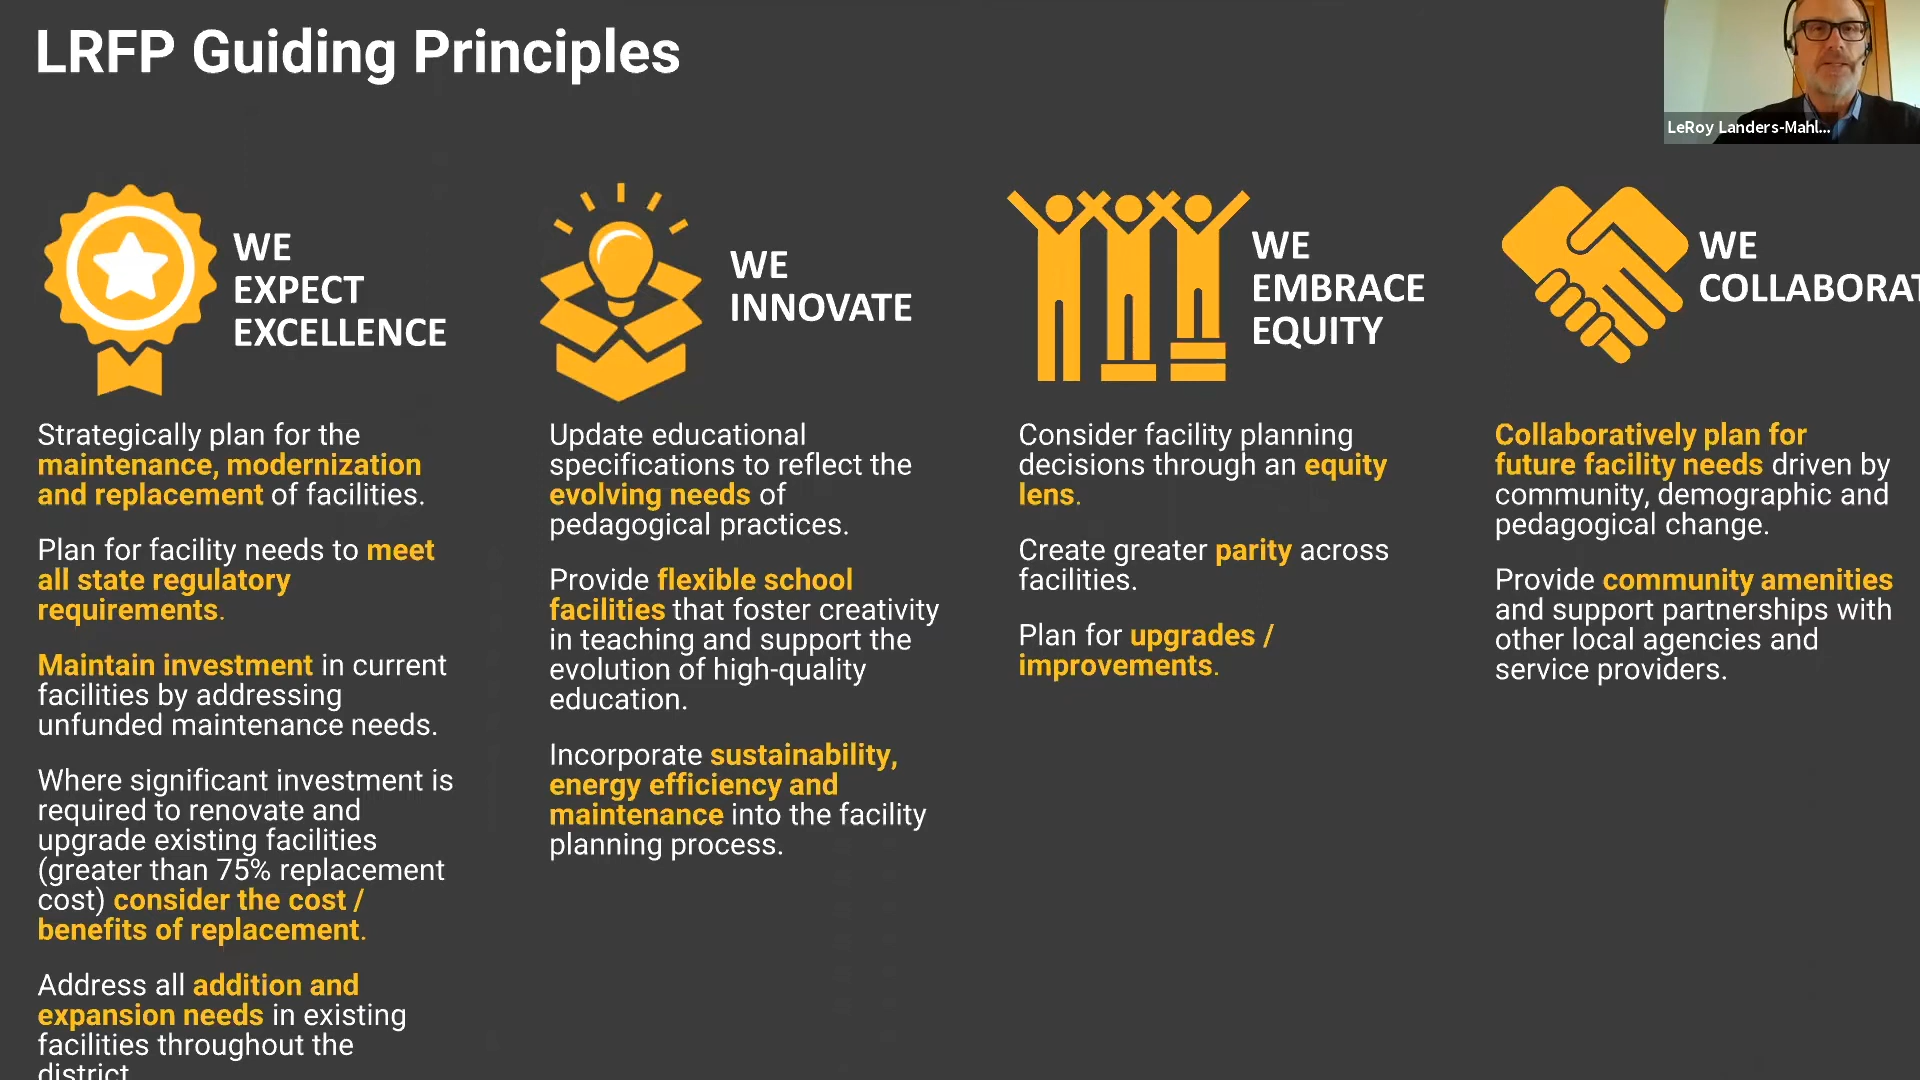 LRFP Guiding Principles
LeRoy Landers-Mahl...
WE
EXPECT
EXCELLENCE
Strategically plan for the
maintenance, modernization
and replacement of facilities.
Plan for facility needs to meet
all state regulatory
requirements.
Maintain investment in current
facilities by addressing
unfunded maintenance needs.
Where significant investment is
required to renovate and
upgrade existing facilities
(greater than 75% replacement
cost) consider the cost /
benefits of replacement.
Address all addition and
expansion needs in existing
facilities throughout the
district
WE
INNOVATE
Update educational
specifications to reflect the
evolving needs of
pedagogical practices.
Provide flexible school
facilities that foster creativity
in teaching and support the
evolution of high-quality
education.
Incorporate sustainability,
energy efficiency and
maintenance into the facility
planning process.
WE
EMBRACE
EQUITY
Consider facility planning
decisions through an equity
lens.
Create greater parity across
facilities.
Plan for upgrades /
improvements.
WE
COLLABORAT
Collaboratively plan for
future facility needs driven by
community, demographic and
pedagogical change.
Provide community amenities
and support partnerships with
other local agencies and
service providers.